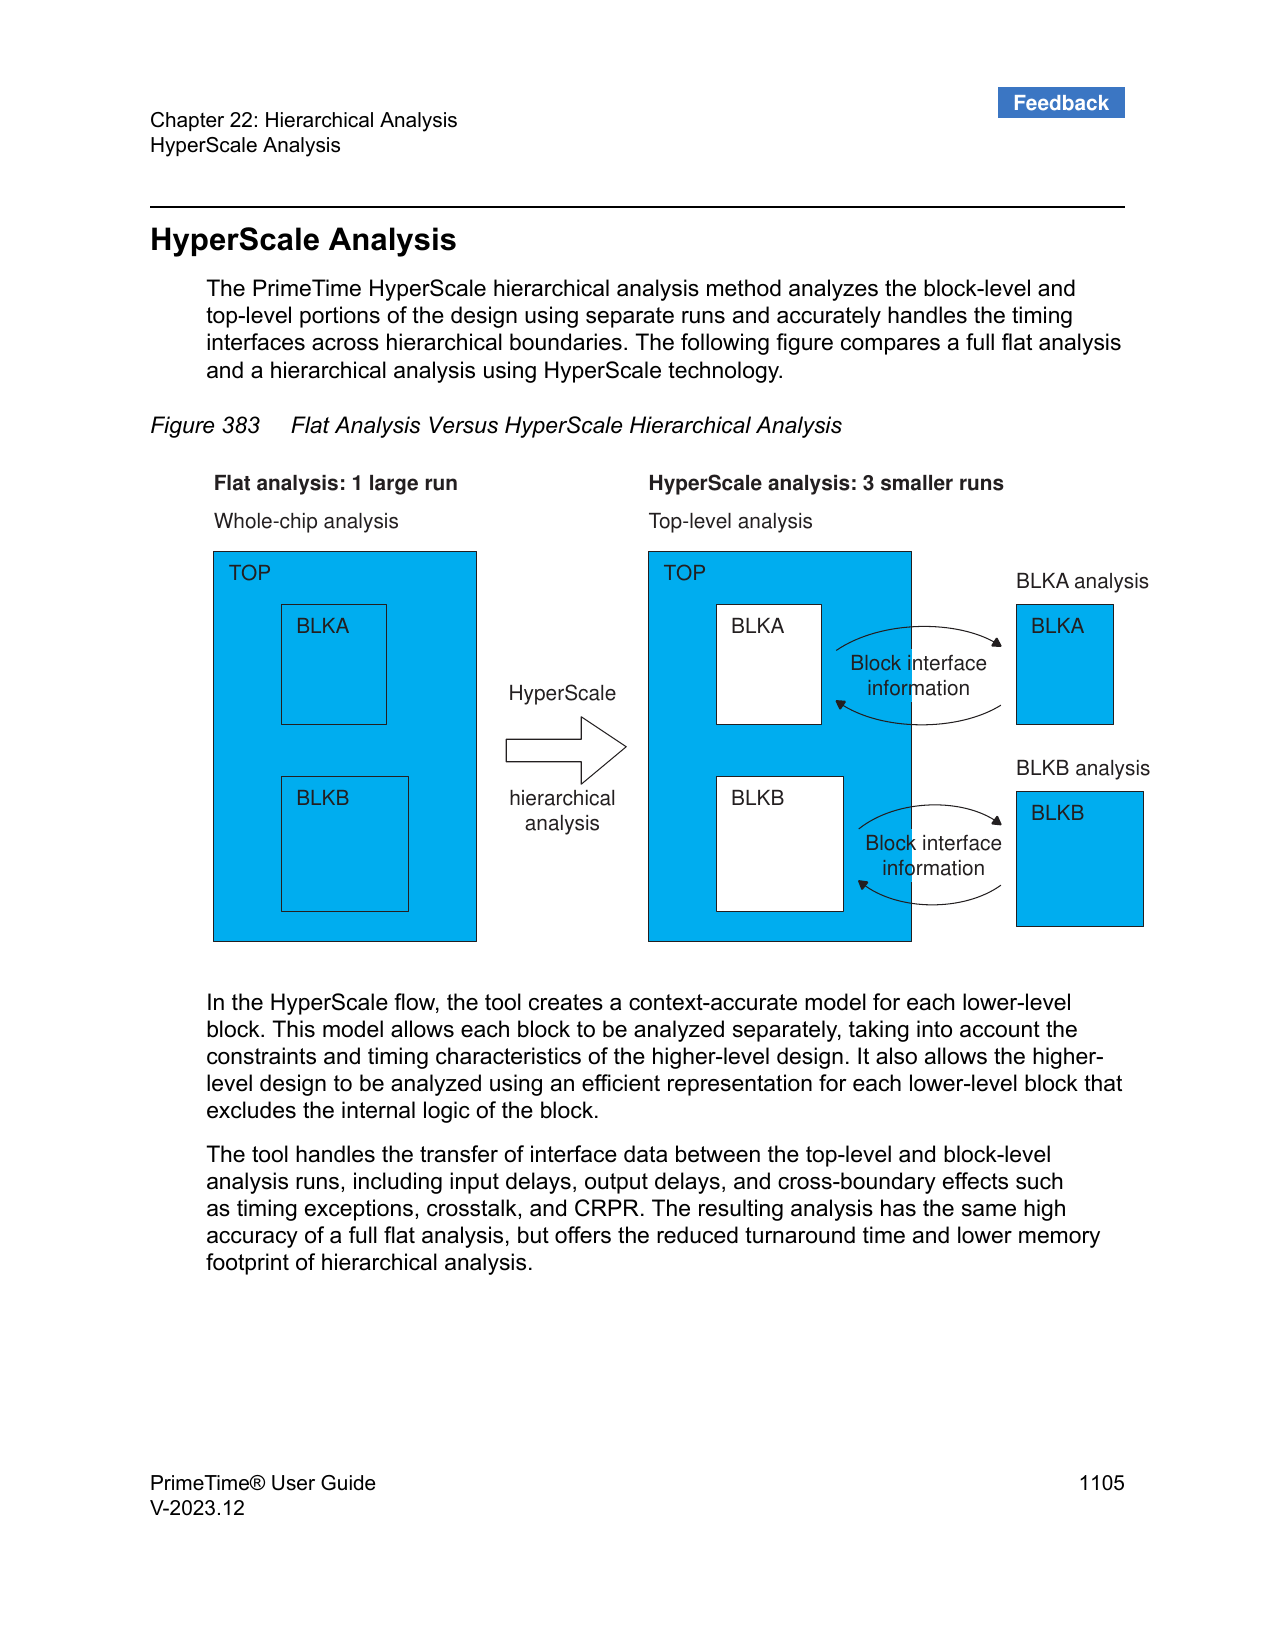 Feedback
Chapter 22: Hierarchical Analysis
HyperScale Analysis
HyperScale Analysis
The PrimeTime HyperScale hierarchical analysis method analyzes the block-level and
top-level portions of the design using separate runs and accurately handles the timing
interfaces across hierarchical boundaries. The following figure compares a full flat analysis
and a hierarchical analysis using HyperScale technology.
Figure 383 Flat Analysis Versus HyperScale Hierarchical Analysis
Flat analysis: 1 large run
Whole-chip analysis
TOP
BLKA
BLKB
HyperScale
hierarchical
analysis
HyperScale analysis: 3 smaller runs
Top-level analysis
TOP
BLKA
BLKB
Block interface
information
Block interface
information
BLKA analysis
BLKA
BLKB analysis
BLKB
In the HyperScale flow, the tool creates a context-accurate model for each lower-level
block. This model allows each block to be analyzed separately, taking into account the
constraints and timing characteristics of the higher-level design. It also allows the higher-
level design to be analyzed using an efficient representation for each lower-level block that
excludes the internal logic of the block.
The tool handles the transfer of interface data between the top-level and block-level
analysis runs, including input delays, output delays, and cross-boundary effects such
as timing exceptions, crosstalk, and CRPR. The resulting analysis has the same high
accuracy of a full flat analysis, but offers the reduced turnaround time and lower memory
footprint of hierarchical analysis.
PrimeTime® User Guide
V-2023.12
1105